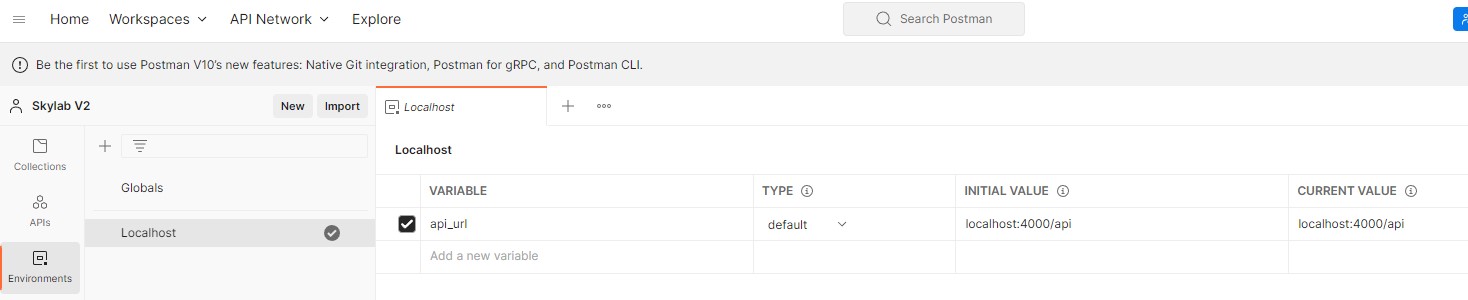 Home Workspaces API Network Explore Search Postman
Be the first to use Postman V10's new features: Native Git integration, Postman for gRPC, and Postman CLI.
Skylab V2 New Import
Localhost
Collections
APIs
Environments
Globals
Localhost
Localhost
VARIABLE TYPE INITIAL VALUE CURRENT VALUE
api_url default localhost:4000/api localhost:4000/api
Add a new variable